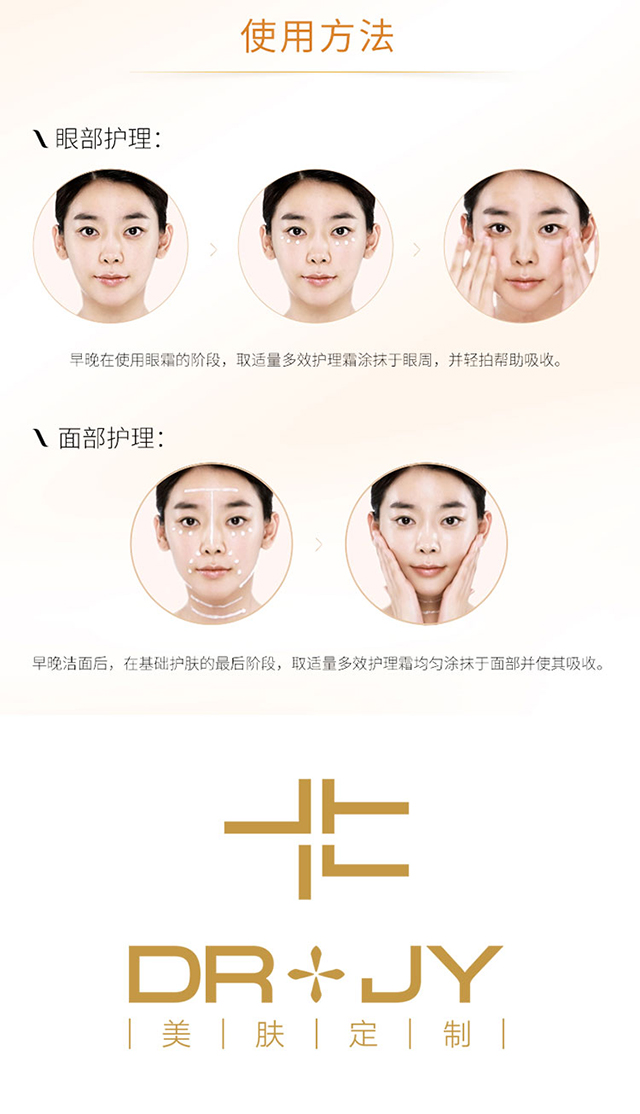 使用方法
眼部护理：
早晚在使用眼霜的阶段，取适量多效护理霜涂抹于眼周，并轻拍帮助吸收。
面部护理：
早晚洁面后，在基础护肤的最后阶段，取适量多效护理霜均匀涂抹于面部并使其吸收。
DR JY
美肤定制